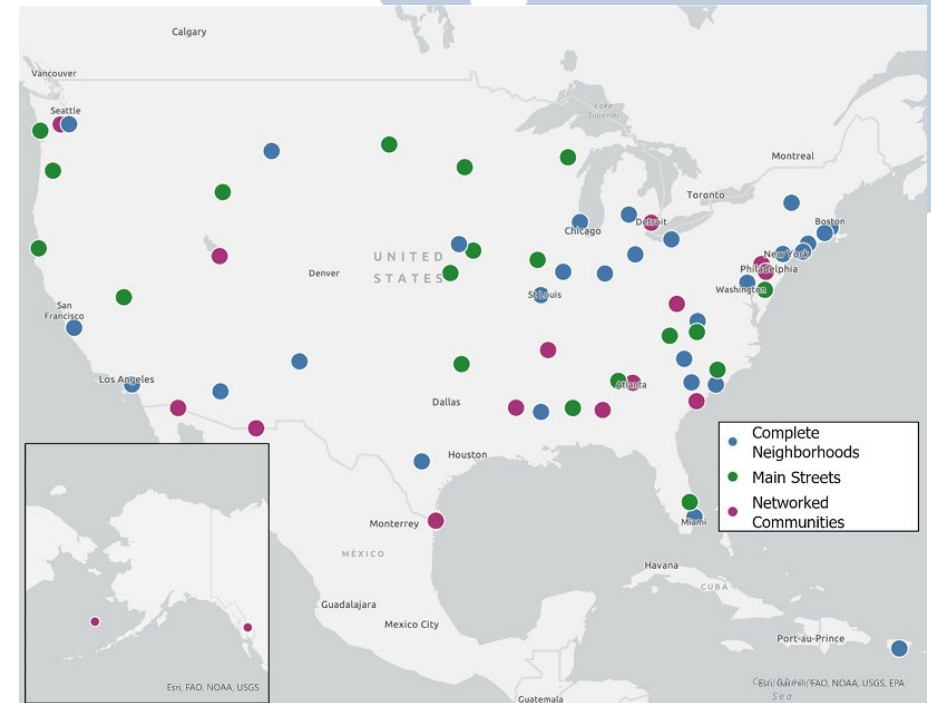 Calgary
Vancouver
Seattle
Lake
Superior
Montreal
Toronto
Boston
Detroit
Chicago
New York
UNITED
STATES
Philadelphia
Denver
Washington
St Louis
San
Francisco
Los Angeles
Atlanta
Dallas
Complete
Neighborhoods
Main Streets
Networked
Communities
Houston
Miami
Monterrey
MÉXICO
Havana
CUBA
Guadalajara
Mexico City
Port-au-Prince
Esri, FAO, NOAA, USGS
Esri, Garmin, FAO, NOAA, USGS, EPA
Sea
Guatemala